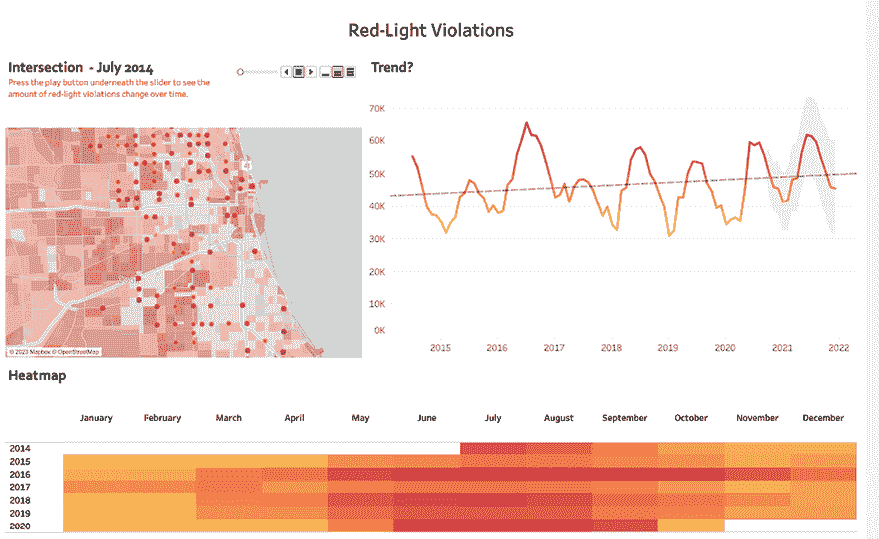 Red-Light Violations
Intersection - July 2014
Press the play button underneath the slider to see the
amount of red-light violations change over time.
© 2023 Mapbox © OpenStreetMap
Trend?
70K
60K
50K
40K
30K
20K
10K
0K
2015 2016 2017 2018 2019 2020 2021 2022
Heatmap
January February March April May June July August September October November December
2014
2015
2016
2017
2018
2019
2020